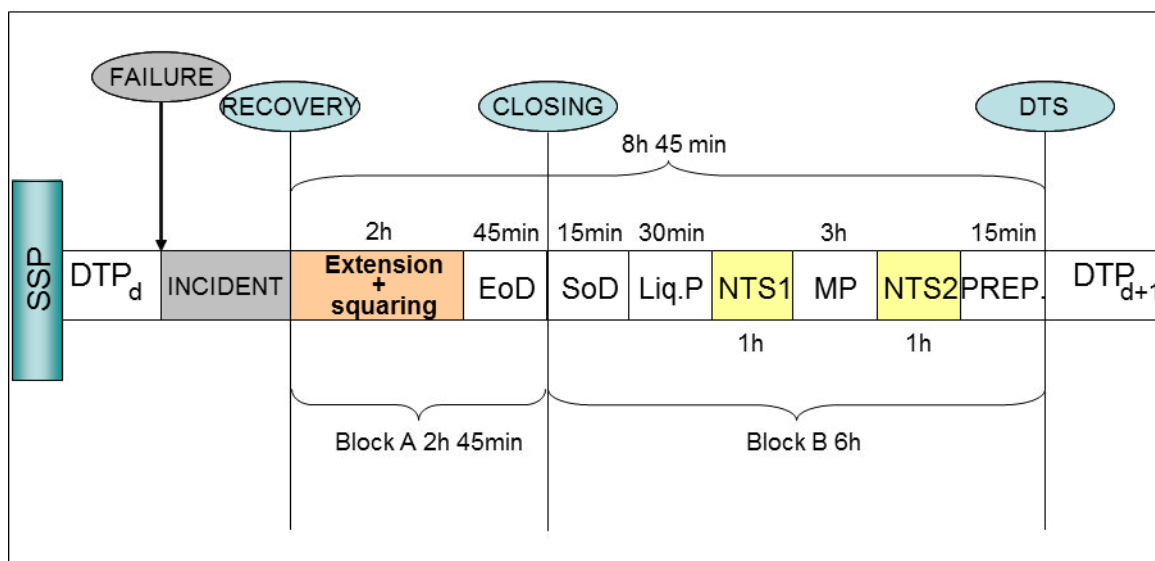 FAILURE
RECOVERY
CLOSING
DTS
8h 45 min
2h
45min
15min
30min
3h
15min
SSP
DTPd
INCIDENT
Extension
+
squaring
EoD
SoD
Liq.P
NTS1
MP
NTS2
PREP.
DTPd+1
1h
1h
Block A 2h 45min
Block B 6h